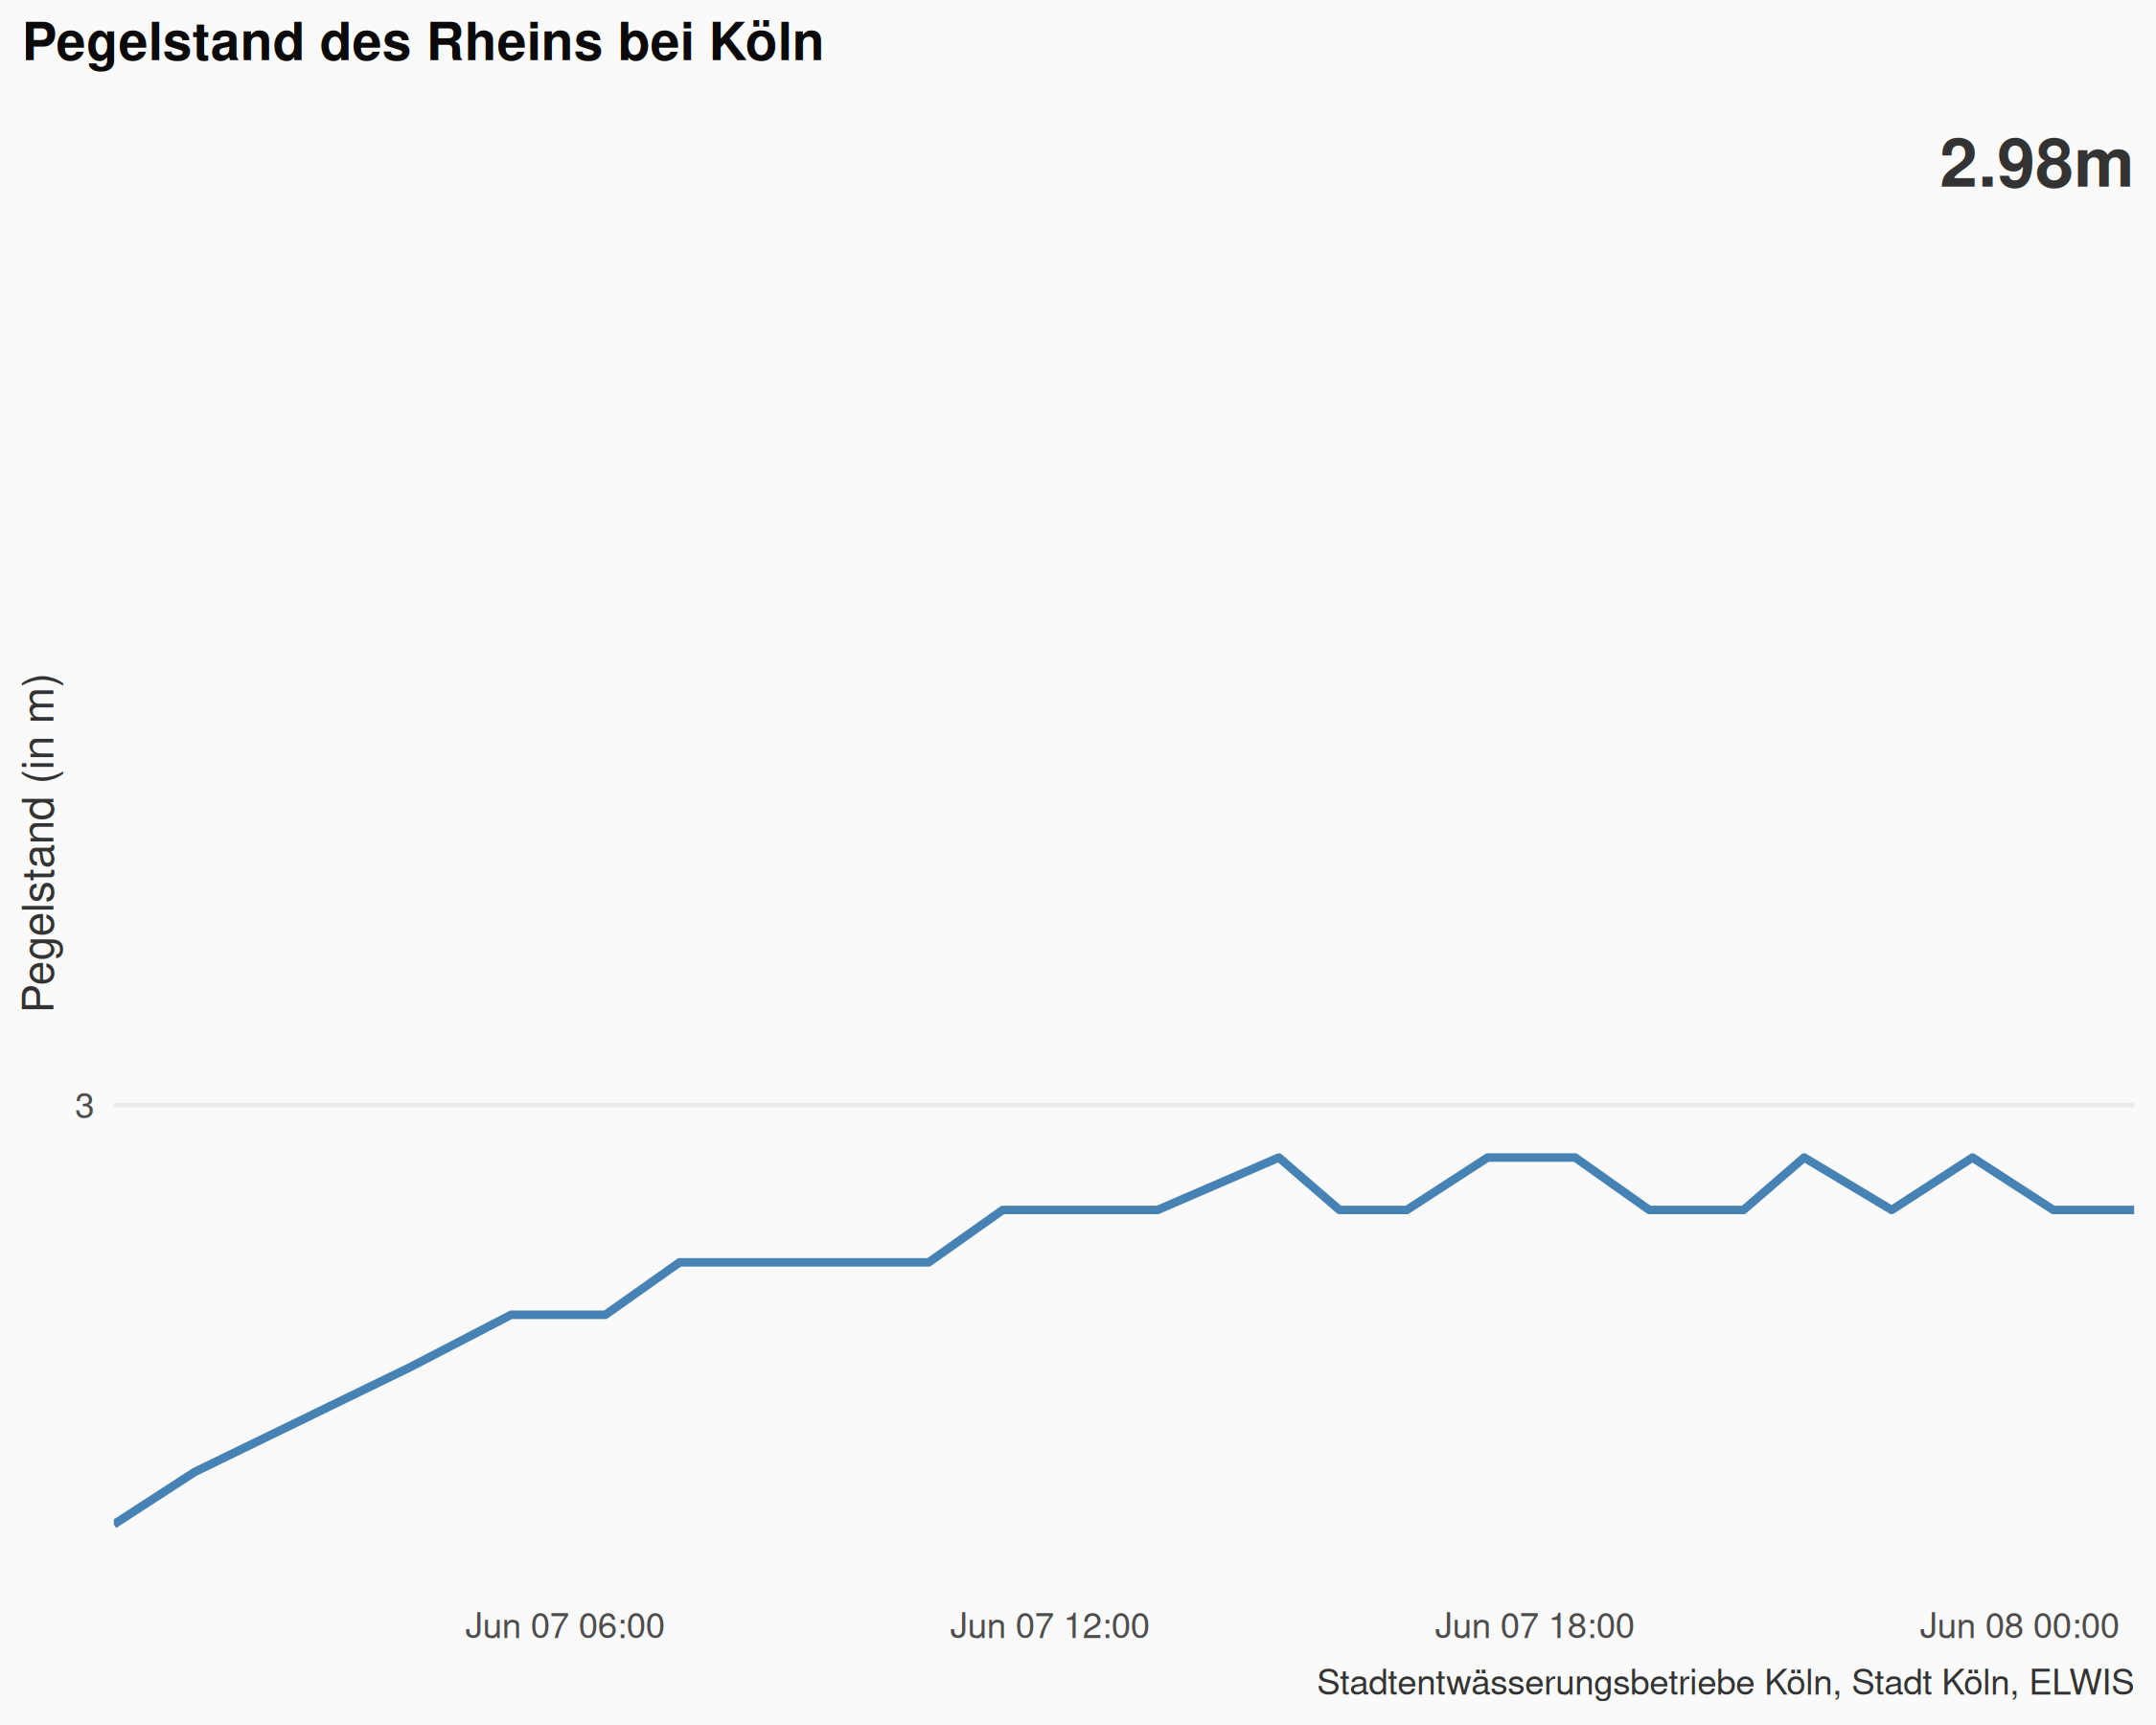 Pegelstand des Rheins bei Köln
2.98m
Pegelstand (in m)
3
Jun 07 06:00
Jun 07 12:00
Jun 07 18:00
Jun 08 00:00
Stadtentwässerungsbetriebe Köln, Stadt Köln, ELWIS